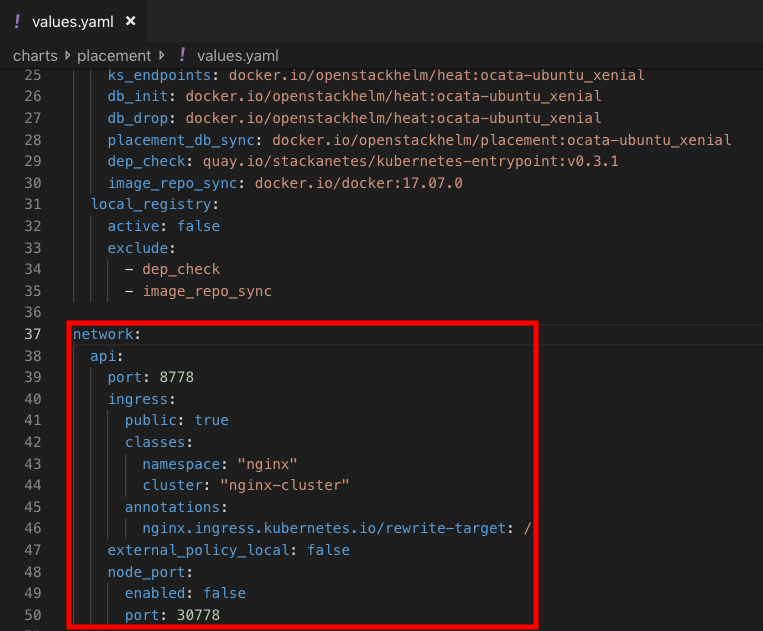 ! values.yaml ×
charts ▷ placement ▷ ! values.yaml
25 ks_endpoints: docker.io/openstackhelm/heat:ocata-ubuntu_xenial
26 db_init: docker.io/openstackhelm/heat:ocata-ubuntu_xenial
27 db_drop: docker.io/openstackhelm/heat:ocata-ubuntu_xenial
28 placement_db_sync: docker.io/openstackhelm/placement:ocata-ubuntu_xenial
29 dep_check: quay.io/stackanetes/kubernetes-entrypoint:v0.3.1
30 image_repo_sync: docker.io/docker:17.07.0
31 local_registry:
32 active: false
33 exclude:
34 - dep_check
35 - image_repo_sync
36
37 network:
38 api:
39 port: 8778
40 ingress:
41 public: true
42 classes:
43 namespace: "nginx"
44 cluster: "nginx-cluster"
45 annotations:
46 nginx.ingress.kubernetes.io/rewrite-target: /
47 external_policy_local: false
48 node_port:
49 enabled: false
50 port: 30778